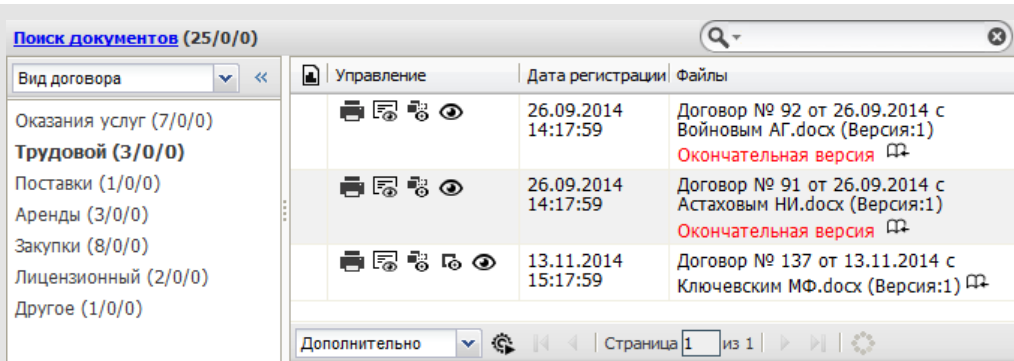 Поиск документов (25/0/0)
Вид договора
Оказания услуг (7/0/0)
Трудовой (3/0/0)
Поставки (1/0/0)
Аренды (3/0/0)
Закупки (8/0/0)
Лицензионный (2/0/0)
Другое (1/0/0)
Управление Дата регистрации Файлы
26.09.2014
14:17:59
Договор № 92 от 26.09.2014 с
Войновым АГ.docx (Версия:1)
Окончательная версия
26.09.2014
14:17:59
Договор № 91 от 26.09.2014 с
Астаховым НИ.docx (Версия:1)
Окончательная версия
13.11.2014
15:17:59
Договор № 137 от 13.11.2014 с
Ключевским МФ.docx (Версия:1)
Дополнительно Страница 1 из 1